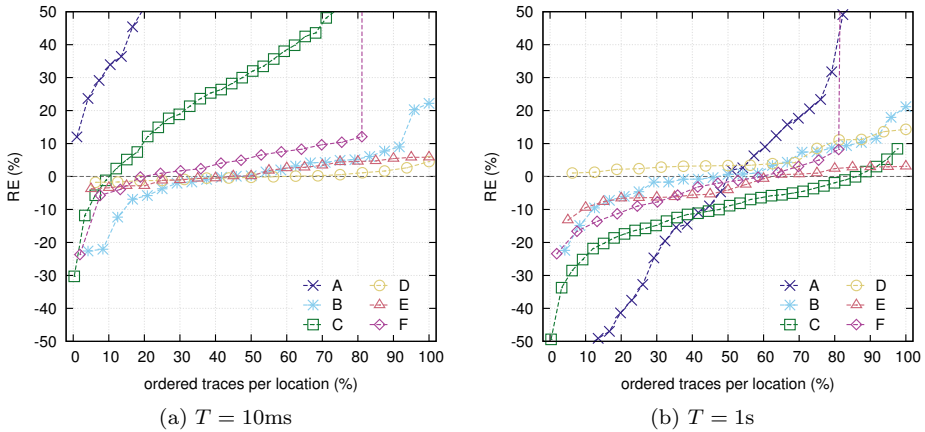 50
40
30
20
10
0
-10
-20
-30
-40
-50
RE (%)
A
B
C
D
E
F
0 10 20 30 40 50 60 70 80 90 100
ordered traces per location (%)
(a) T = 10ms
50
40
30
20
10
0
-10
-20
-30
-40
-50
RE (%)
A
B
C
D
E
F
0 10 20 30 40 50 60 70 80 90 100
ordered traces per location (%)
(b) T = 1s